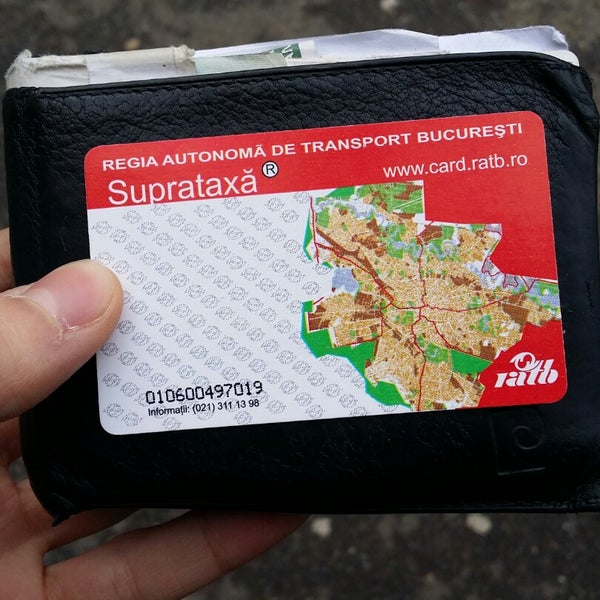 REGIA AUTONOMĂ DE TRANSPORT BUCUREŞTI
Suprataxă ®
www.card.ratb.ro
ratb
010600497019
Informaţii: (021) 311 13 98